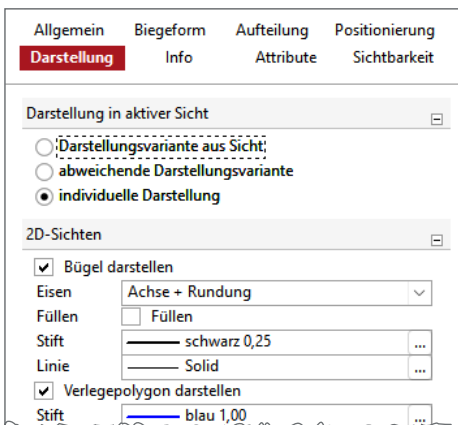 Allgemein Biegeform Aufteilung Positionierung
Darstellung Info Attribute Sichtbarkeit
Darstellung in aktiver Sicht
Darstellungsvariante aus Sicht
abweichende Darstellungsvariante
individuelle Darstellung
2D-Sichten
Bügel darstellen
Eisen Achse + Rundung
Füllen Füllen
Stift schwarz 0,25 ...
Linie Solid ...
Verlegepolygon darstellen
Stift blau 1,00 ...